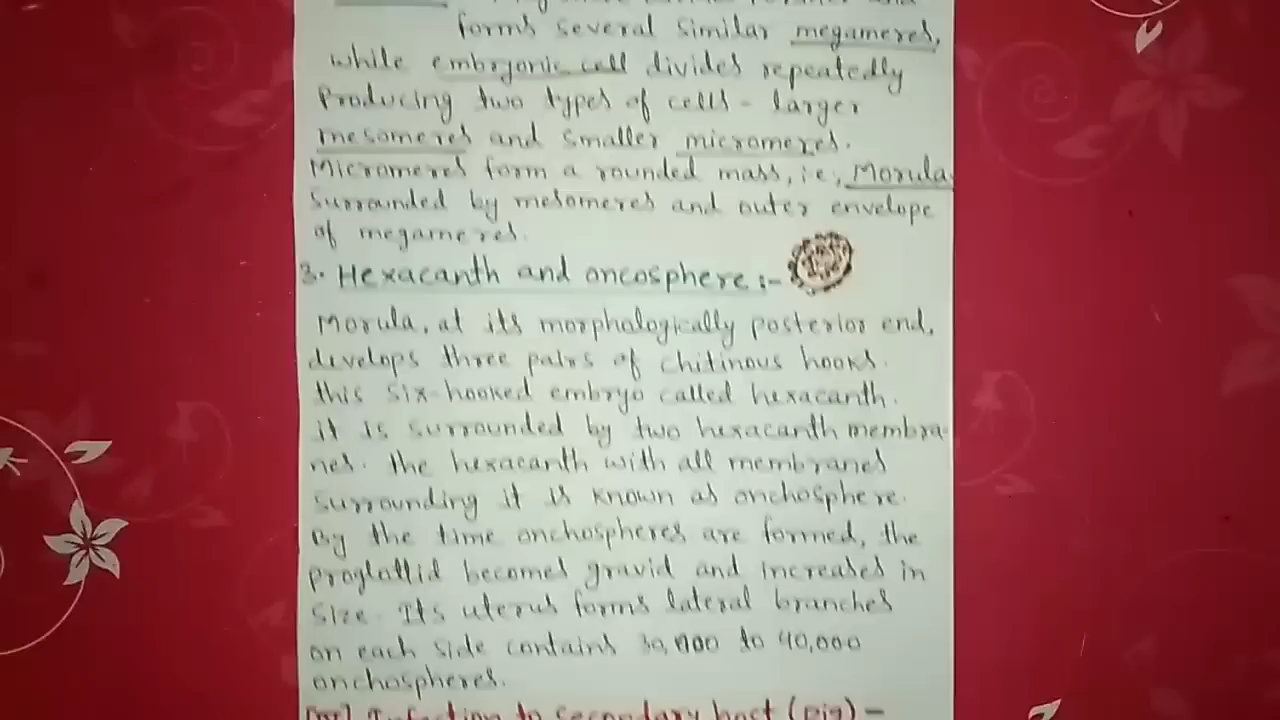 forms several similar megameres,
while embryonic cell divides repeatedly
Producing two types of cells - larger
mesomeres and smaller micromeres.
Micromeres form a rounded mass, i.e., Morula
surrounded by mesomeres and outer envelope
of megameres.
3. Hexacanth and oncosphere :-
Morula, at its morphologically posterior end,
develops three pairs of chitinous hooks.
this six-hooked embryo called hexacanth.
it is surrounded by two hexacanth membra-
nes. the hexacanth with all membranes
surrounding it is known as onchosphere.
By the time onchospheres are formed, the
proglottid becomes gravid and increases in
size. Its uterus forms lateral branches
on each side contains 30,000 to 40,000
onchospheres.
Infection to secondary host (pig) -